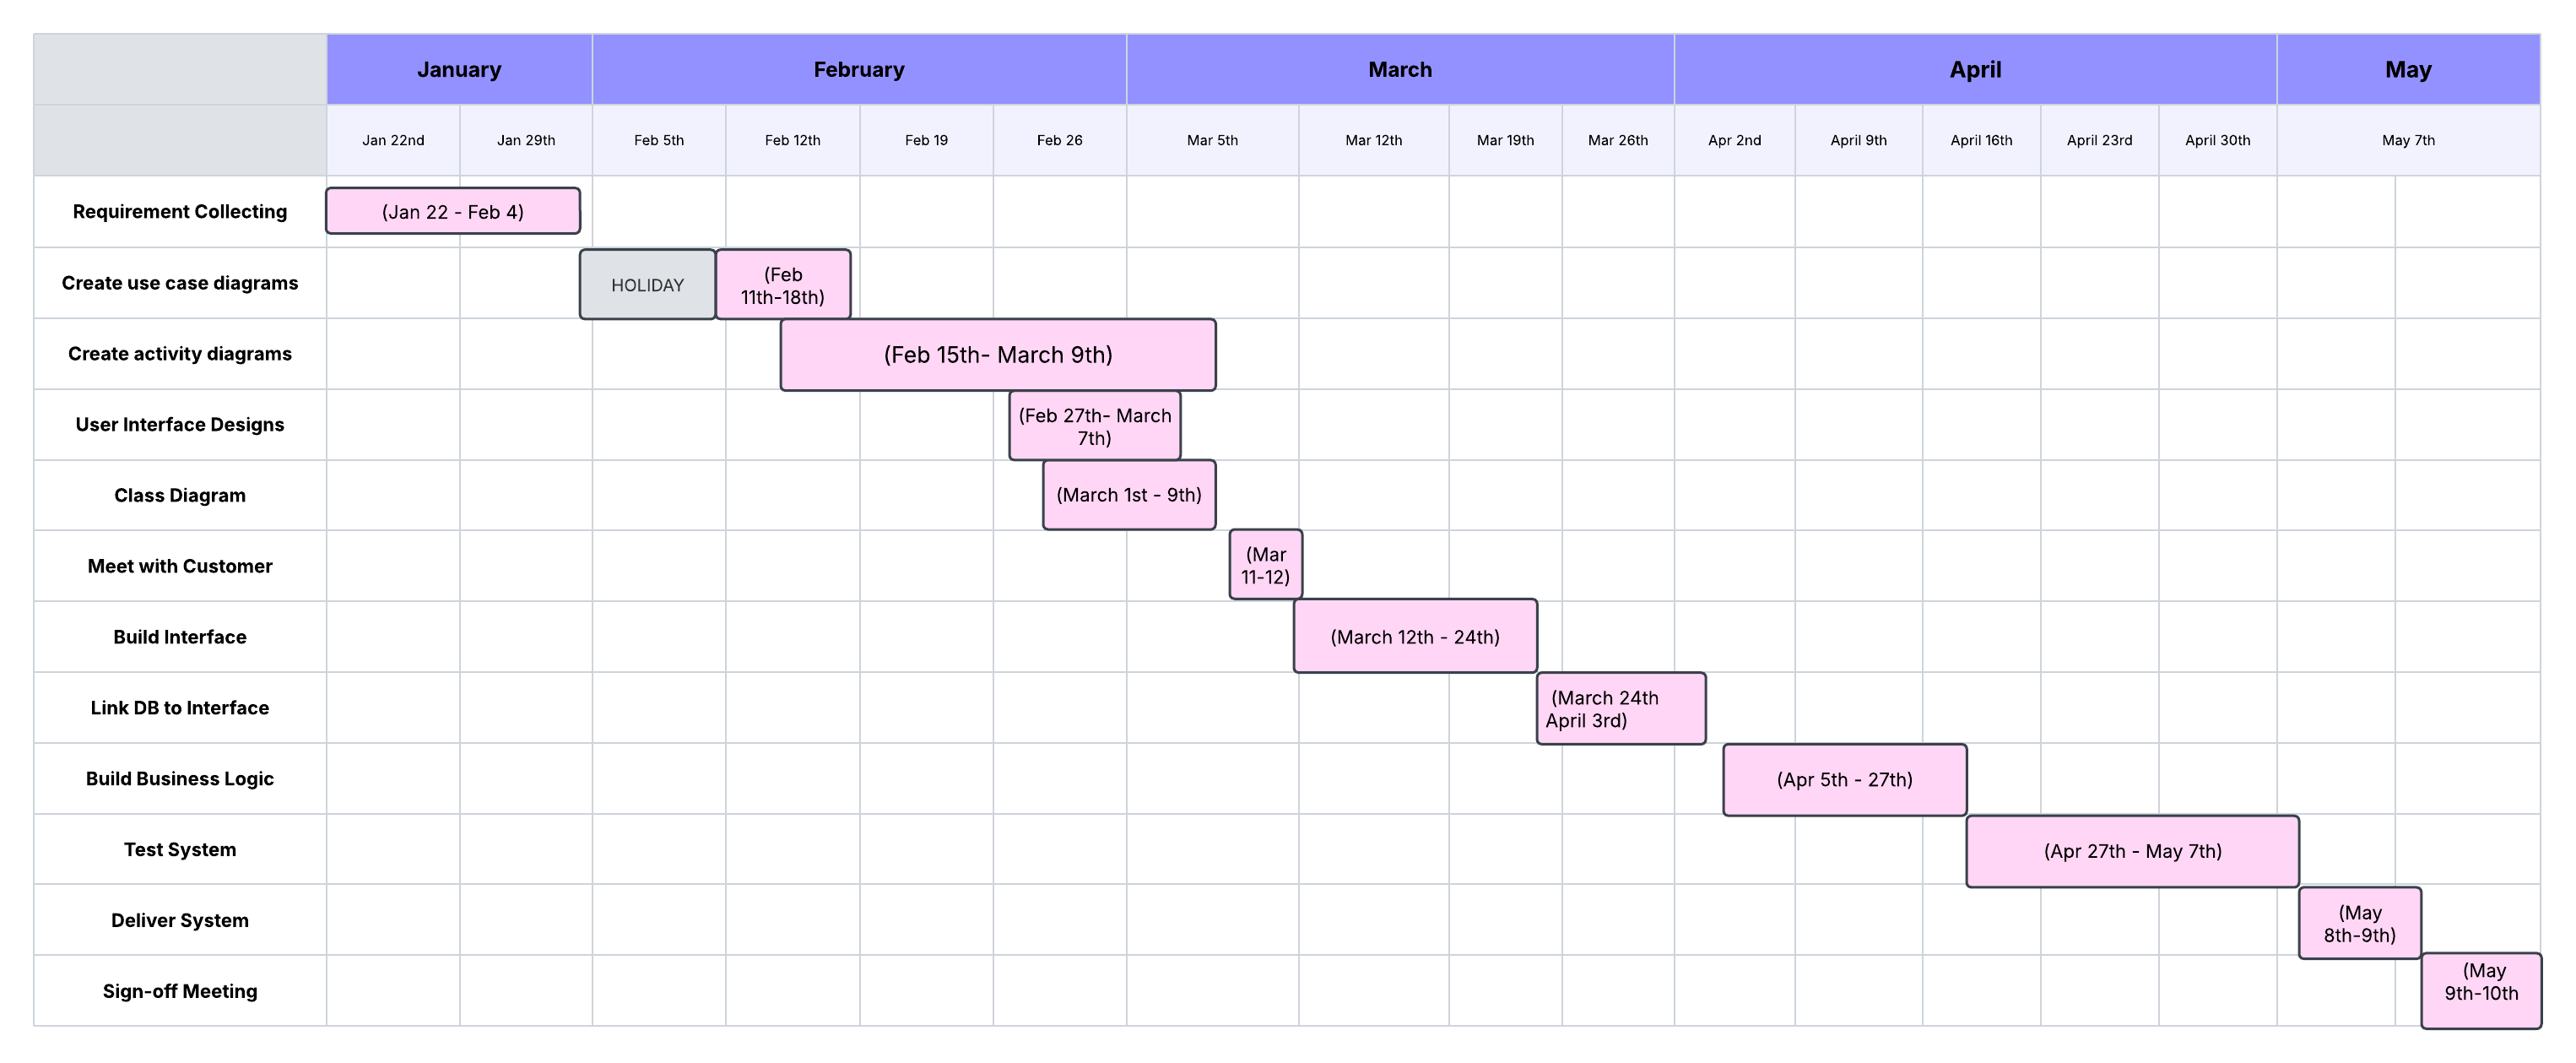 January February March April May
Jan 22nd Jan 29th Feb 5th Feb 12th Feb 19 Feb 26 Mar 5th Mar 12th Mar 19th Mar 26th Apr 2nd April 9th April 16th April 23rd April 30th May 7th
Requirement Collecting (Jan 22 - Feb 4)
Create use case diagrams HOLIDAY (Feb
11th-18th)
Create activity diagrams (Feb 15th- March 9th)
User Interface Designs (Feb 27th- March
7th)
Class Diagram (March 1st - 9th)
Meet with Customer (Mar
11-12)
Build Interface (March 12th - 24th)
Link DB to Interface (March 24th
April 3rd)
Build Business Logic (Apr 5th - 27th)
Test System (Apr 27th - May 7th)
Deliver System (May
8th-9th)
Sign-off Meeting (May
9th-10th